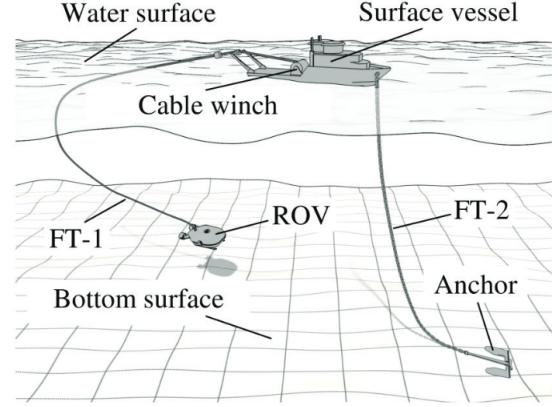 Water surface
Surface vessel
Cable winch
FT-1
ROV
FT-2
Bottom surface
Anchor